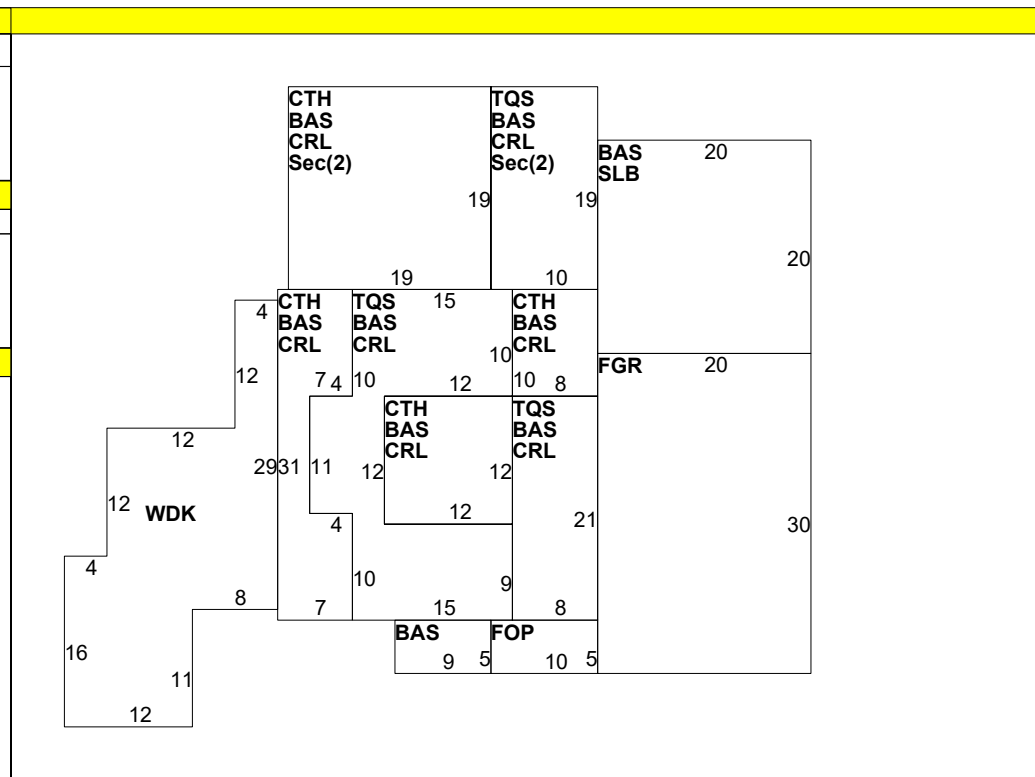 CTH TQS
BAS BAS
CRL CRL
Sec(2) Sec(2)
BAS 20
SLB
19 19
20
19 10
4 CTH TQS 15 CTH
BAS BAS BAS
CRL CRL CRL
10
FGR 20
12 7 4 10 12 10 8
CTH TQS
BAS BAS
CRL CRL
12
29 31 11 12 12
12 WDK 12
21 30
4
4
10 9
8 7 15 8
BAS FOP
16 11 9 5 10 5
12